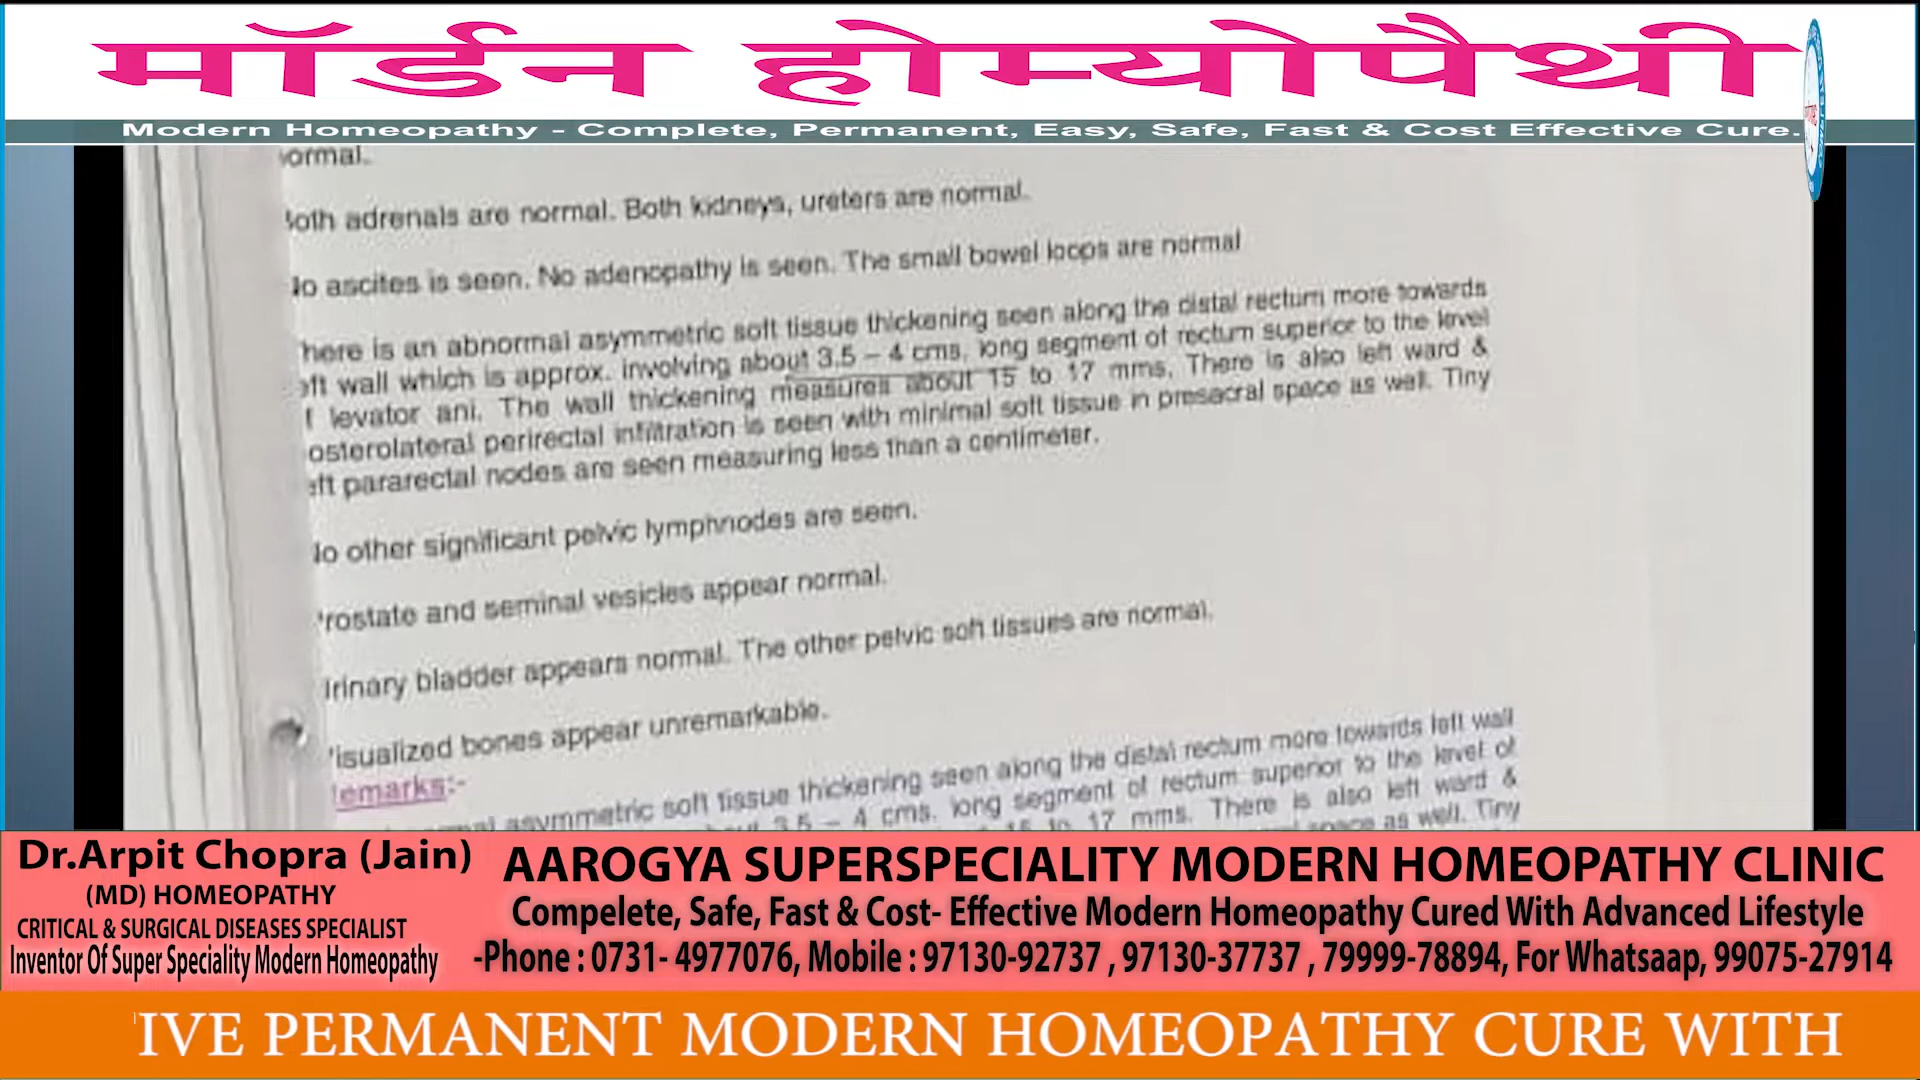 मॉर्डन होम्योपैथी
Modern Homeopathy - Complete, Permanent, Easy, Safe, Fast & Cost Effective Cure.
ormal.
oth adrenals are normal. Both kidneys, ureters are normal.
lo ascites is seen. No adenopathy is seen. The small bowel loops are normal
here is an abnormal asymmetric soft tissue thickening seen along the distal rectum more towards
eft wall which is approx. involving about 3.5 – 4 cms. long segment of rectum superior to the level
f levator ani. The wall thickening measures about 15 to 17 mms. There is also left ward &
osterolateral perirectal infiltration is seen with minimal soft tissue in presacral space as well. Tiny
eft pararectal nodes are seen measuring less than a centimeter.
lo other significant pelvic lymphnodes are seen.
rostate and seminal vesicles appear normal.
rinary bladder appears normal. The other pelvic soft tissues are normal.
isualized bones appear unremarkable.
emarks:-
asymmetric soft tissue thickening seen along the distal rectum more towards left wall
3.5 – 4 cms. long segment of rectum superior to the level of
15 to 17 mms. There is also left ward &
space as well. Tiny
Dr.Arpit Chopra (Jain)
(MD) HOMEOPATHY
CRITICAL & SURGICAL DISEASES SPECIALIST
Inventor Of Super Speciality Modern Homeopathy
AAROGYA SUPERSPECIALITY MODERN HOMEOPATHY CLINIC
Compelete, Safe, Fast & Cost- Effective Modern Homeopathy Cured With Advanced Lifestyle
-Phone : 0731- 4977076, Mobile : 97130-92737 , 97130-37737 , 79999-78894, For Whatsaap, 99075-27914
IVE PERMANENT MODERN HOMEOPATHY CURE WITH